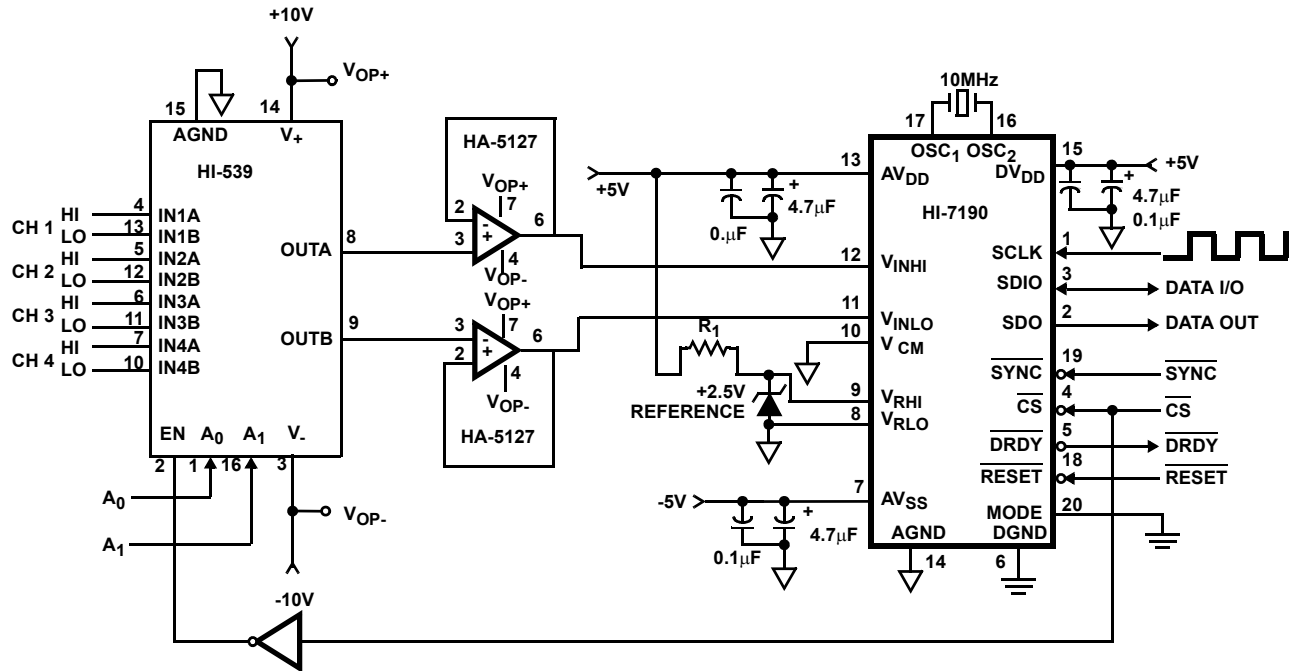 +10V
V_OP+
15
14
AGND
V+
HI-539
CH 1
HI
4
IN1A
LO
13
IN1B
CH 2
HI
5
IN2A
LO
12
IN2B
CH 3
HI
6
IN3A
LO
11
IN3B
CH 4
HI
7
IN4A
LO
10
IN4B
OUTA
8
OUTB
9
EN
A0
A1
V-
2
1
16
3
A0
A1
V_OP-
-10V
HA-5127
V_OP+
7
2
-
+
6
3
4
V_OP-
V_OP+
7
3
-
+
6
2
4
V_OP-
HA-5127
+5V
+
4.7μF
0.μF
R1
+2.5V
REFERENCE
-5V
+
4.7μF
0.1μF
10MHz
17
16
OSC1
OSC2
HI-7190
13
AVDD
12
VINHI
11
VINLO
10
VCM
9
VRHI
8
VRLO
7
AVSS
AGND
14
DGND
6
15
DVDD
+5V
+
4.7μF
0.1μF
1
SCLK
3
SDIO
DATA I/O
2
SDO
DATA OUT
19
SYNC
SYNC
4
CS
CS
5
DRDY
DRDY
18
RESET
RESET
MODE
20